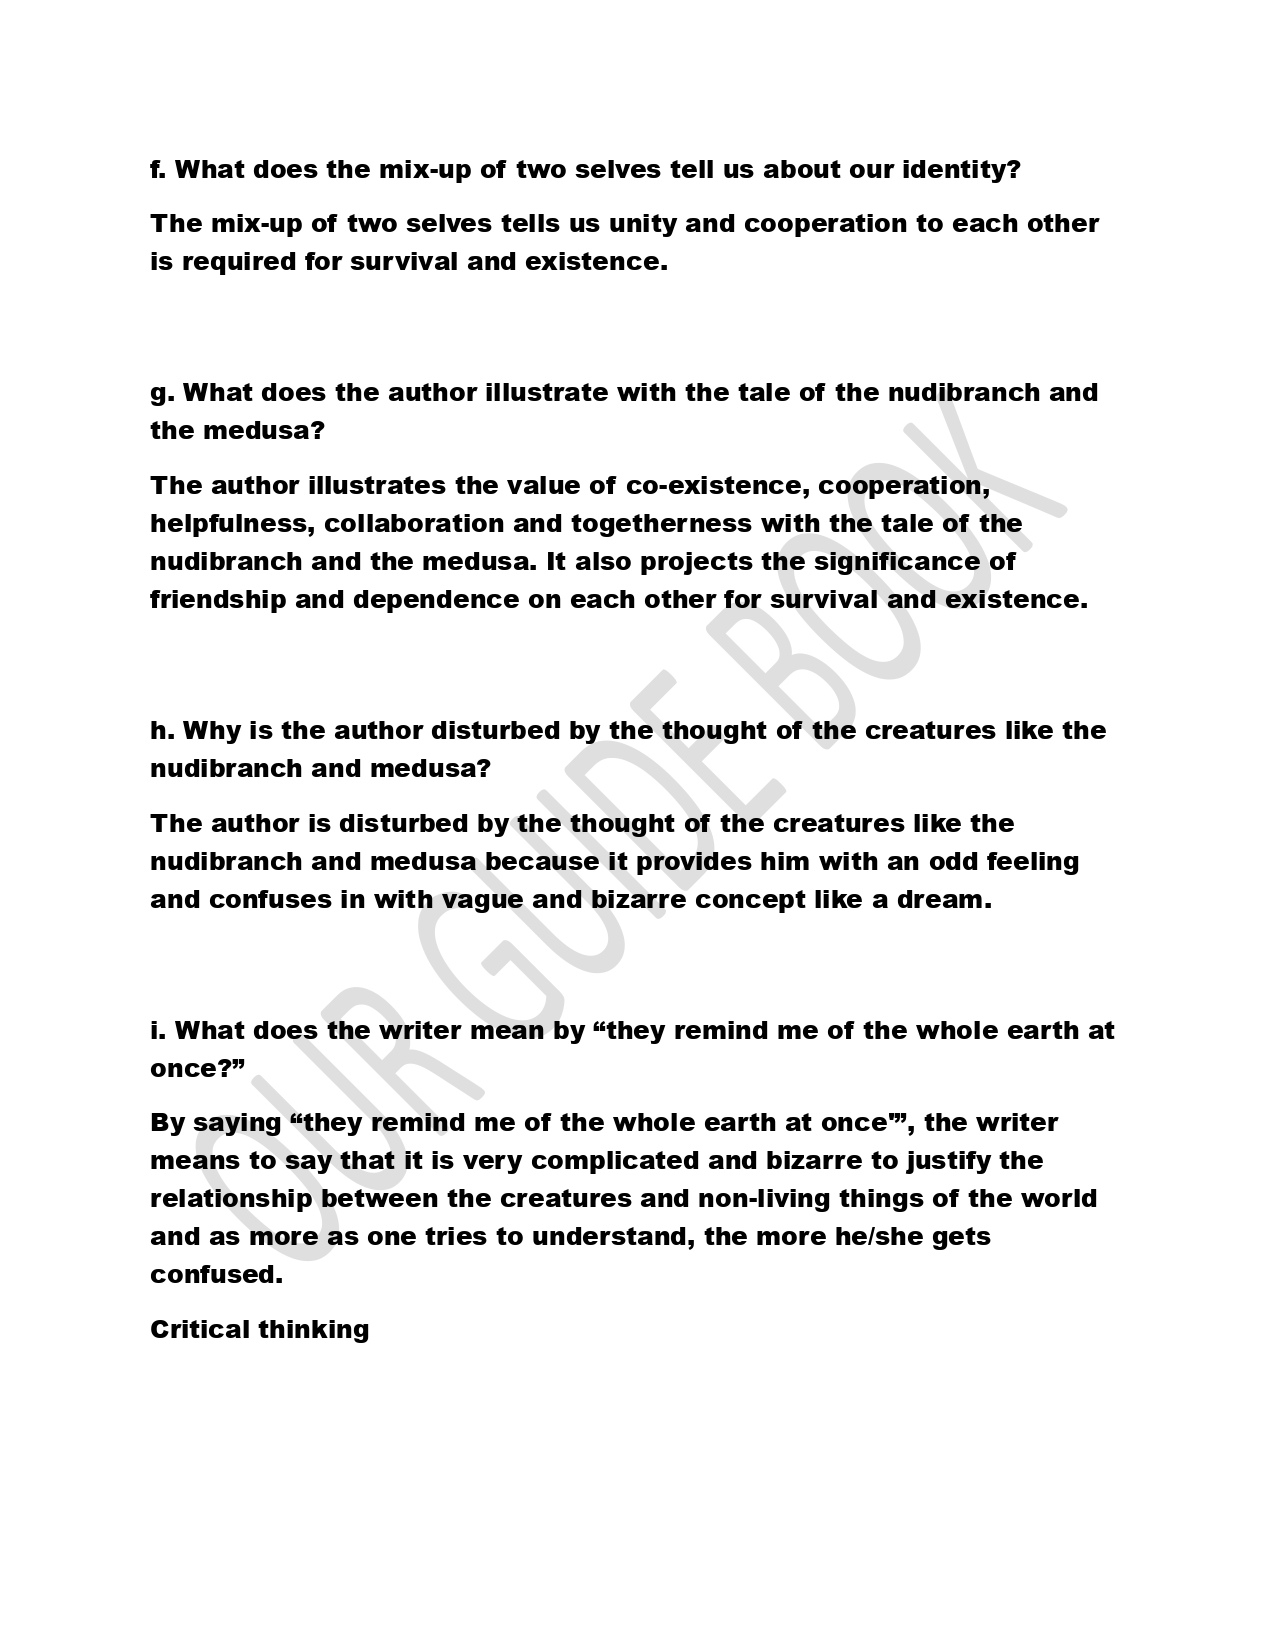 f. What does the mix-up of two selves tell us about our identity?
The mix-up of two selves tells us unity and cooperation to each other
is required for survival and existence.
g. What does the author illustrate with the tale of the nudibranch and
the medusa?
The author illustrates the value of co-existence, cooperation,
helpfulness, collaboration and togetherness with the tale of the
nudibranch and the medusa. It also projects the significance of
friendship and dependence on each other for survival and existence.
h. Why is the author disturbed by the thought of the creatures like the
nudibranch and medusa?
The author is disturbed by the thought of the creatures like the
nudibranch and medusa because it provides him with an odd feeling
and confuses in with vague and bizarre concept like a dream.
i. What does the writer mean by “they remind me of the whole earth at
once?”
By saying “they remind me of the whole earth at once'”, the writer
means to say that it is very complicated and bizarre to justify the
relationship between the creatures and non-living things of the world
and as more as one tries to understand, the more he/she gets
confused.
Critical thinking
OUR GUIDE BOOK